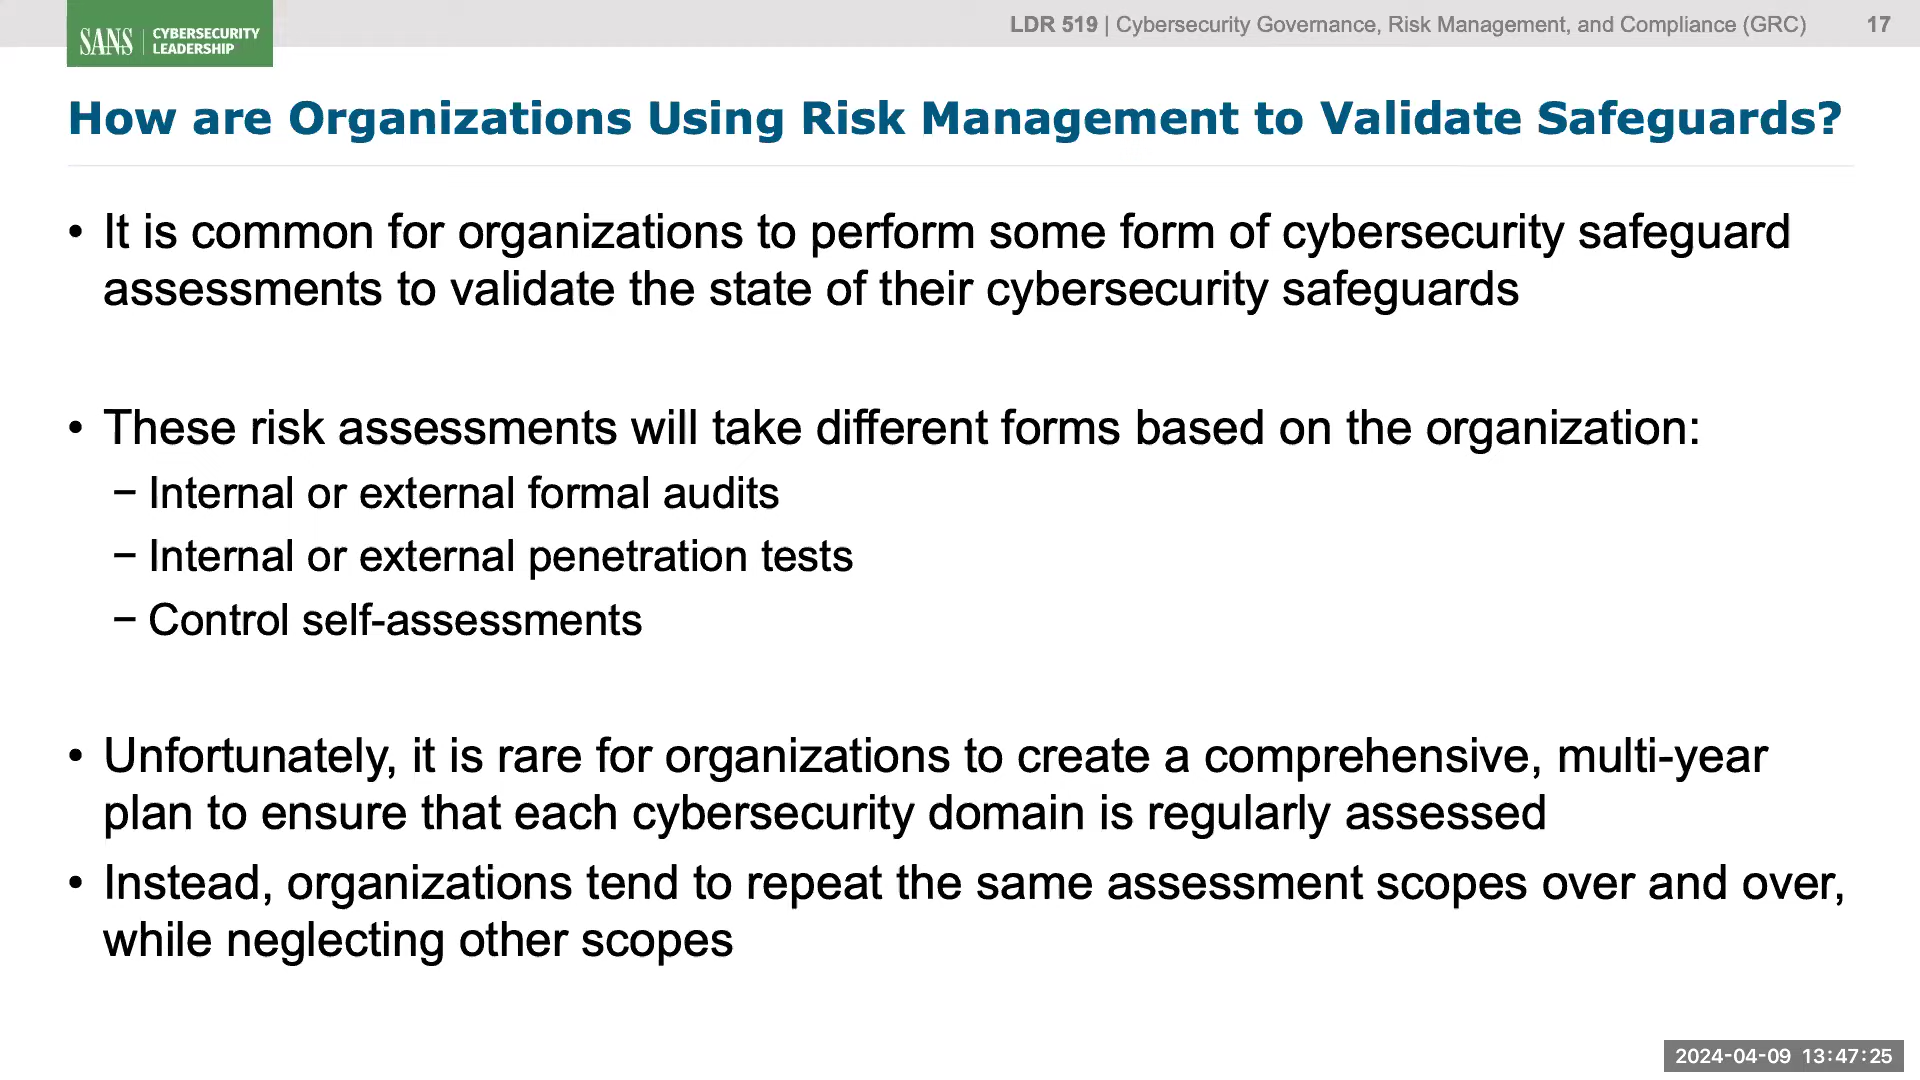 SANS | CYBERSECURITY
LEADERSHIP
LDR 519 | Cybersecurity Governance, Risk Management, and Compliance (GRC) 17
How are Organizations Using Risk Management to Validate Safeguards?
• It is common for organizations to perform some form of cybersecurity safeguard
assessments to validate the state of their cybersecurity safeguards
• These risk assessments will take different forms based on the organization:
– Internal or external formal audits
– Internal or external penetration tests
– Control self-assessments
• Unfortunately, it is rare for organizations to create a comprehensive, multi-year
plan to ensure that each cybersecurity domain is regularly assessed
• Instead, organizations tend to repeat the same assessment scopes over and over,
while neglecting other scopes
2024-04-09 13:47:25